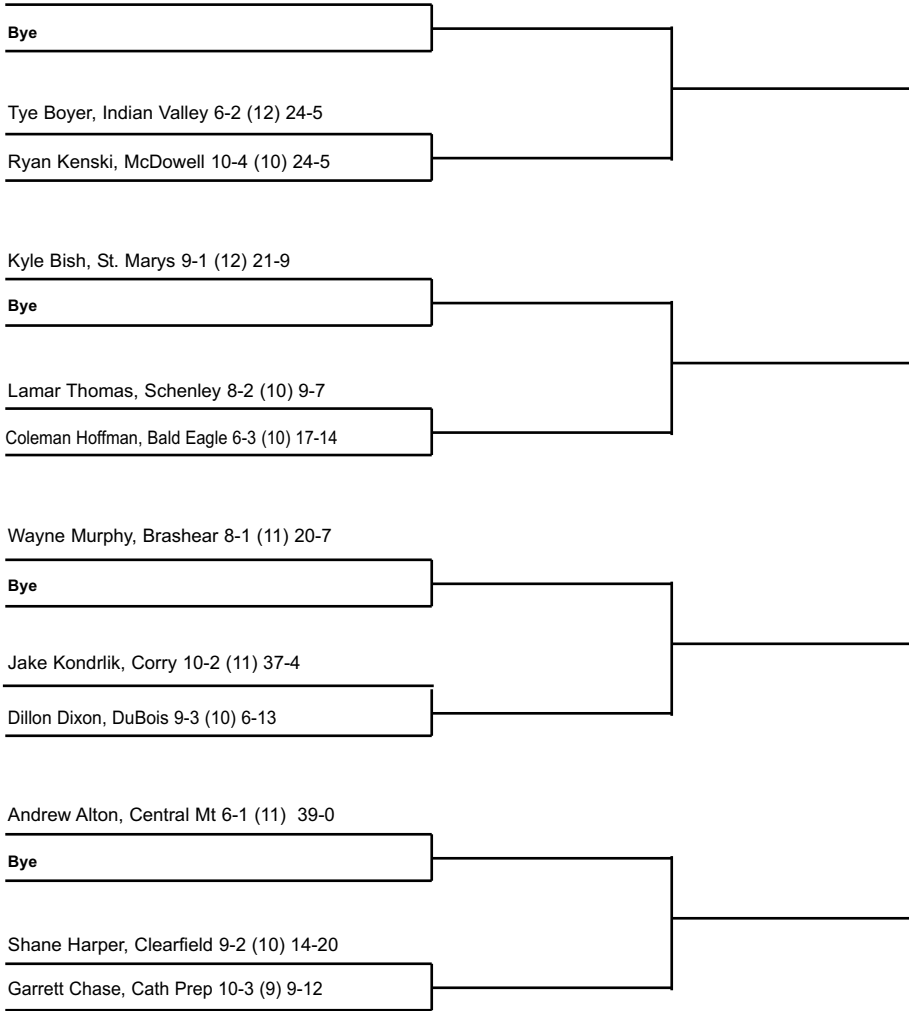 Bye
Tye Boyer, Indian Valley 6-2 (12) 24-5
Ryan Kenski, McDowell 10-4 (10) 24-5
Kyle Bish, St. Marys 9-1 (12) 21-9
Bye
Lamar Thomas, Schenley 8-2 (10) 9-7
Coleman Hoffman, Bald Eagle 6-3 (10) 17-14
Wayne Murphy, Brashear 8-1 (11) 20-7
Bye
Jake Kondrlik, Corry 10-2 (11) 37-4
Dillon Dixon, DuBois 9-3 (10) 6-13
Andrew Alton, Central Mt 6-1 (11)  39-0
Bye
Shane Harper, Clearfield 9-2 (10) 14-20
Garrett Chase, Cath Prep 10-3 (9) 9-12